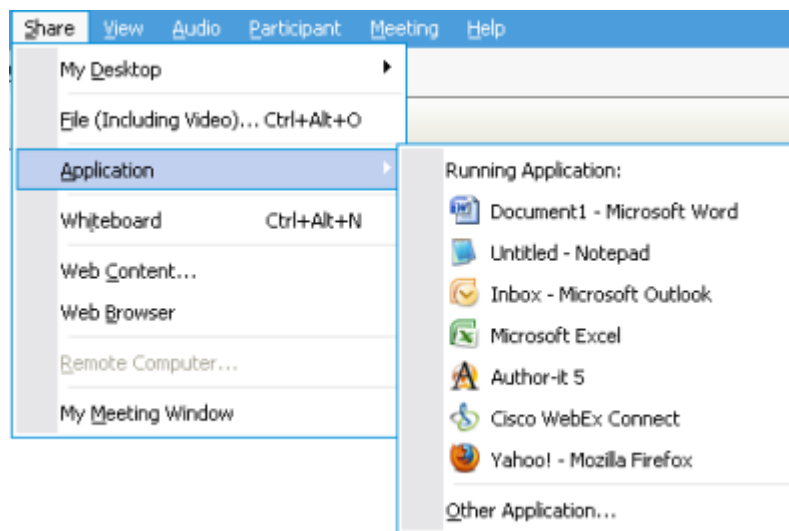 Share View Audio Participant Meeting Help
My Desktop
File (Including Video)... Ctrl+Alt+O
Application
Whiteboard Ctrl+Alt+N
Web Content...
Web Browser
Remote Computer...
My Meeting Window
Running Application:
Document1 - Microsoft Word
Untitled - Notepad
Inbox - Microsoft Outlook
Microsoft Excel
Author-it 5
Cisco WebEx Connect
Yahoo! - Mozilla Firefox
Other Application...